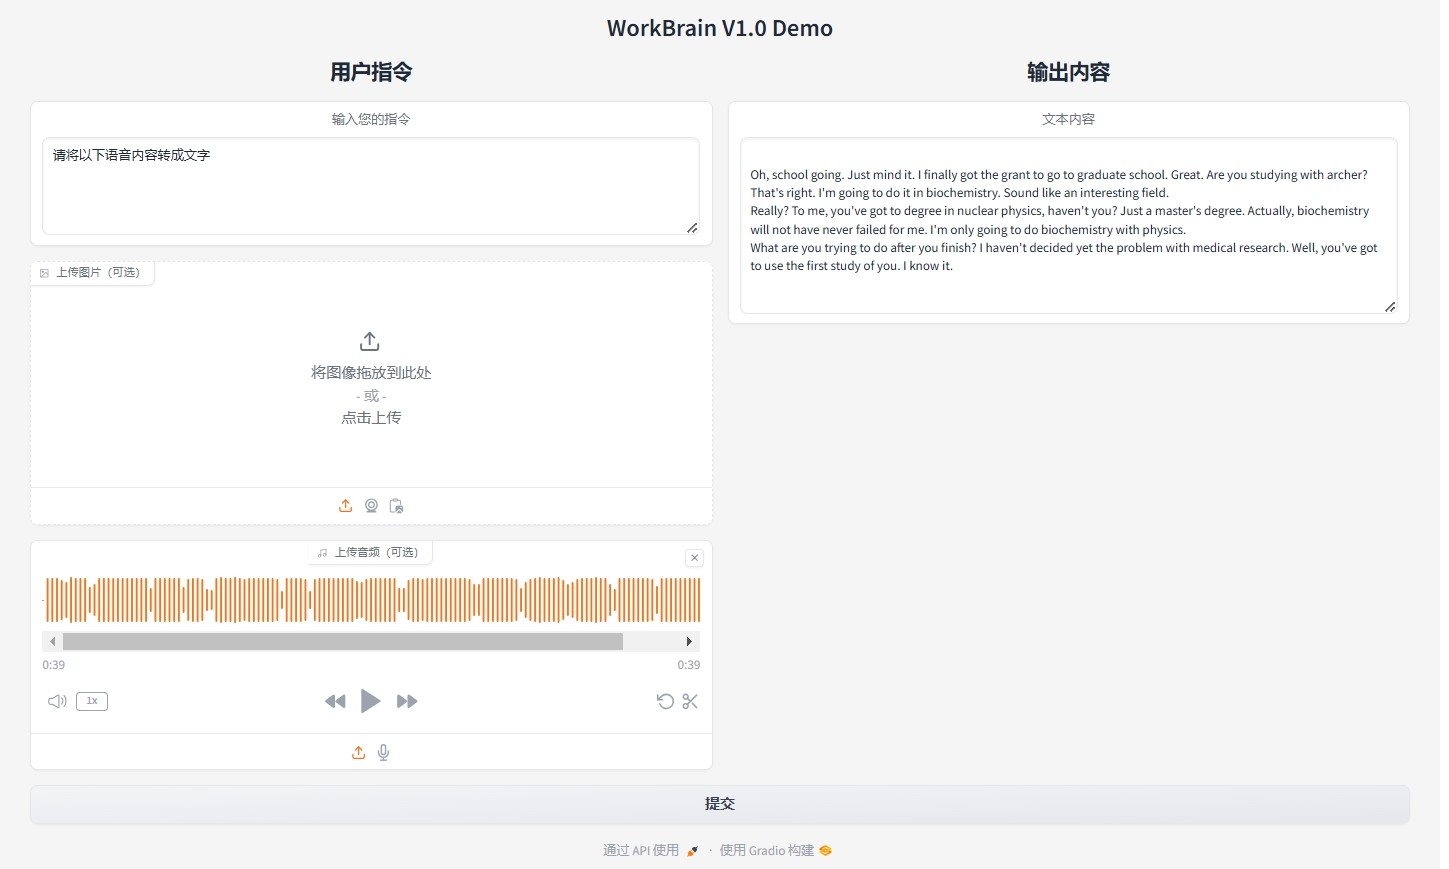 WorkBrain V1.0 Demo
用户指令
输入您的指令
请将以下语音内容转成文字
上传图片（可选）
将图像拖放到此处
- 或 -
点击上传
上传音频（可选）
0:39
0:39
1x
输出内容
文本内容
Oh, school going. Just mind it. I finally got the grant to go to graduate school. Great. Are you studying with archer?
That's right. I'm going to do it in biochemistry. Sound like an interesting field.
Really? To me, you've got to degree in nuclear physics, haven't you? Just a master's degree. Actually, biochemistry
will not have never failed for me. I'm only going to do biochemistry with physics.
What are you trying to do after you finish? I haven't decided yet the problem with medical research. Well, you've got
to use the first study of you. I know it.
提交
通过 API 使用 · 使用 Gradio 构建